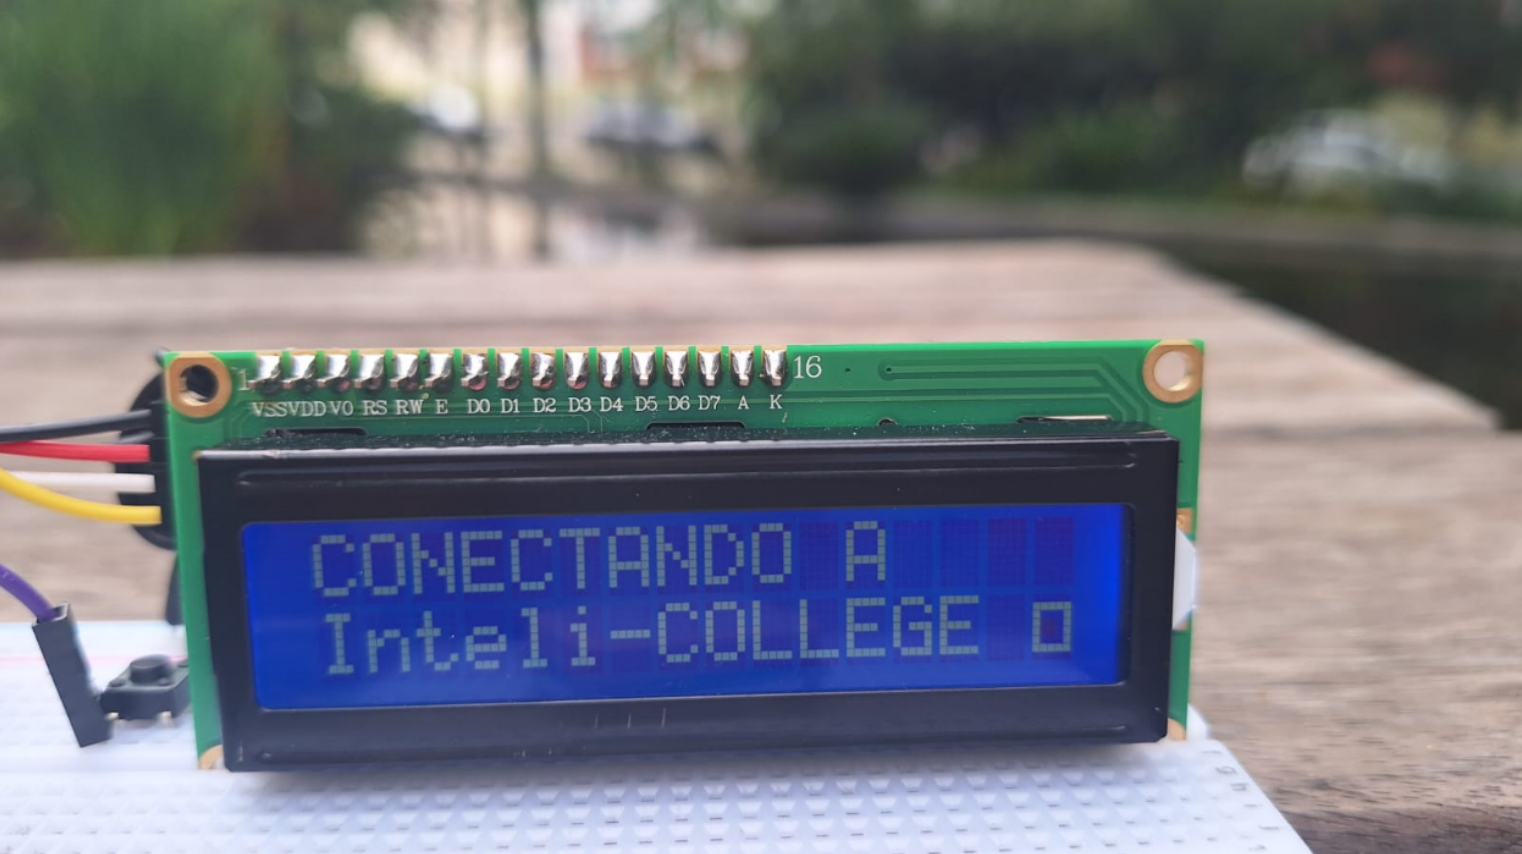 1 16
VSS VDD V0 RS RW E D0 D1 D2 D3 D4 D5 D6 D7 A K
CONECTANDO A
Inteli-COLLEGE